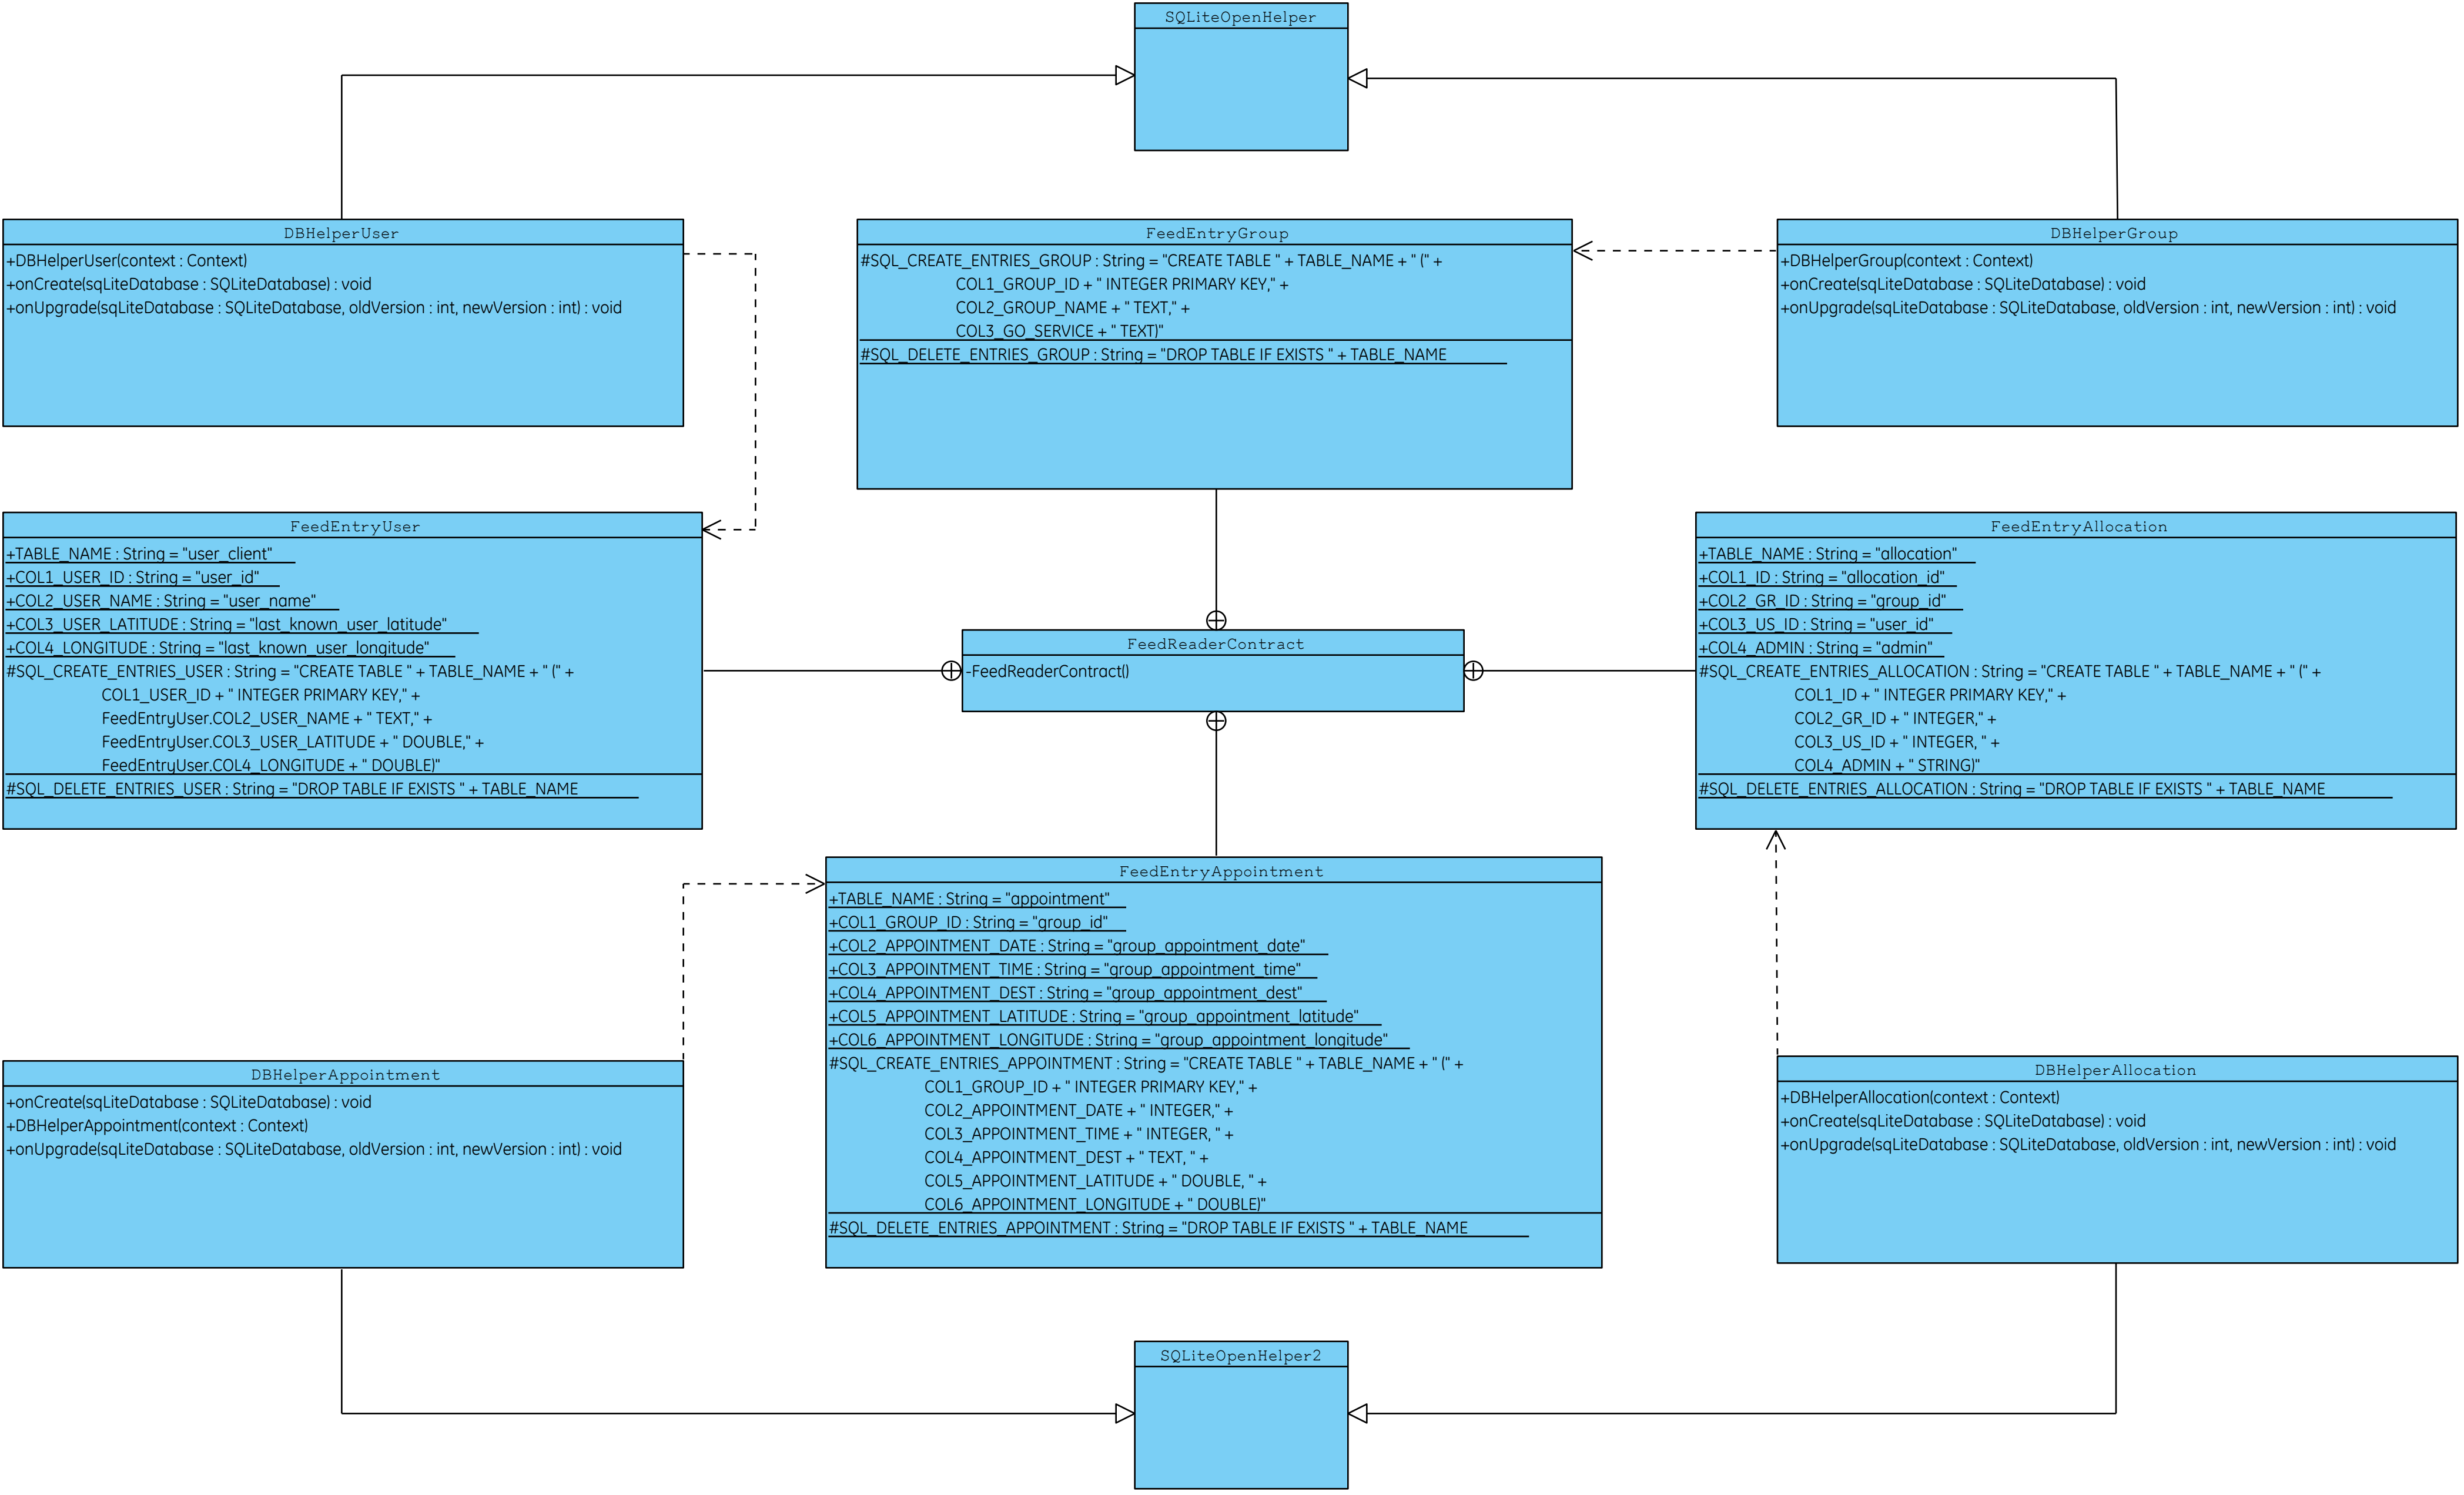 SQLiteOpenHelper
DBHelperUser
+DBHelperUser(context : Context)
+onCreate(sqLiteDatabase : SQLiteDatabase) : void
+onUpgrade(sqLiteDatabase : SQLiteDatabase, oldVersion : int, newVersion : int) : void
FeedEntryGroup
#SQL_CREATE_ENTRIES_GROUP : String = "CREATE TABLE " + TABLE_NAME + " (" +
COL1_GROUP_ID + " INTEGER PRIMARY KEY," +
COL2_GROUP_NAME + " TEXT," +
COL3_GO_SERVICE + " TEXT)"
#SQL_DELETE_ENTRIES_GROUP : String = "DROP TABLE IF EXISTS " + TABLE_NAME
DBHelperGroup
+DBHelperGroup(context : Context)
+onCreate(sqLiteDatabase : SQLiteDatabase) : void
+onUpgrade(sqLiteDatabase : SQLiteDatabase, oldVersion : int, newVersion : int) : void
FeedEntryUser
+TABLE_NAME : String = "user_client"
+COL1_USER_ID : String = "user_id"
+COL2_USER_NAME : String = "user_name"
+COL3_USER_LATITUDE : String = "last_known_user_latitude"
+COL4_LONGITUDE : String = "last_known_user_longitude"
#SQL_CREATE_ENTRIES_USER : String = "CREATE TABLE " + TABLE_NAME + " (" +
COL1_USER_ID + " INTEGER PRIMARY KEY," +
FeedEntryUser.COL2_USER_NAME + " TEXT," +
FeedEntryUser.COL3_USER_LATITUDE + " DOUBLE," +
FeedEntryUser.COL4_LONGITUDE + " DOUBLE)"
#SQL_DELETE_ENTRIES_USER : String = "DROP TABLE IF EXISTS " + TABLE_NAME
FeedReaderContract
-FeedReaderContract()
FeedEntryAllocation
+TABLE_NAME : String = "allocation"
+COL1_ID : String = "allocation_id"
+COL2_GR_ID : String = "group_id"
+COL3_US_ID : String = "user_id"
+COL4_ADMIN : String = "admin"
#SQL_CREATE_ENTRIES_ALLOCATION : String = "CREATE TABLE " + TABLE_NAME + " (" +
COL1_ID + " INTEGER PRIMARY KEY," +
COL2_GR_ID + " INTEGER," +
COL3_US_ID + " INTEGER, " +
COL4_ADMIN + " STRING)"
#SQL_DELETE_ENTRIES_ALLOCATION : String = "DROP TABLE IF EXISTS " + TABLE_NAME
FeedEntryAppointment
+TABLE_NAME : String = "appointment"
+COL1_GROUP_ID : String = "group_id"
+COL2_APPOINTMENT_DATE : String = "group_appointment_date"
+COL3_APPOINTMENT_TIME : String = "group_appointment_time"
+COL4_APPOINTMENT_DEST : String = "group_appointment_dest"
+COL5_APPOINTMENT_LATITUDE : String = "group_appointment_latitude"
+COL6_APPOINTMENT_LONGITUDE : String = "group_appointment_longitude"
#SQL_CREATE_ENTRIES_APPOINTMENT : String = "CREATE TABLE " + TABLE_NAME + " (" +
COL1_GROUP_ID + " INTEGER PRIMARY KEY," +
COL2_APPOINTMENT_DATE + " INTEGER," +
COL3_APPOINTMENT_TIME + " INTEGER, " +
COL4_APPOINTMENT_DEST + " TEXT, " +
COL5_APPOINTMENT_LATITUDE + " DOUBLE, " +
COL6_APPOINTMENT_LONGITUDE + " DOUBLE)"
#SQL_DELETE_ENTRIES_APPOINTMENT : String = "DROP TABLE IF EXISTS " + TABLE_NAME
DBHelperAppointment
+onCreate(sqLiteDatabase : SQLiteDatabase) : void
+DBHelperAppointment(context : Context)
+onUpgrade(sqLiteDatabase : SQLiteDatabase, oldVersion : int, newVersion : int) : void
DBHelperAllocation
+DBHelperAllocation(context : Context)
+onCreate(sqLiteDatabase : SQLiteDatabase) : void
+onUpgrade(sqLiteDatabase : SQLiteDatabase, oldVersion : int, newVersion : int) : void
SQLiteOpenHelper2